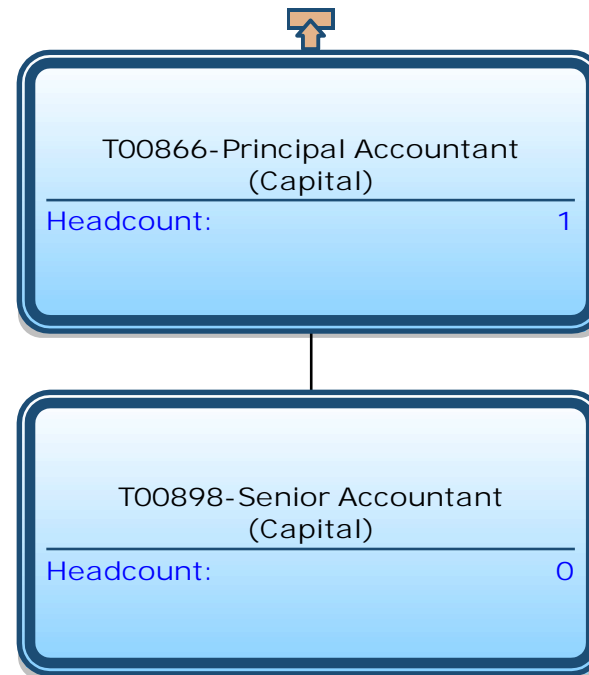 T00866-Principal Accountant
(Capital)
Headcount: 1
T00898-Senior Accountant
(Capital)
Headcount: 0